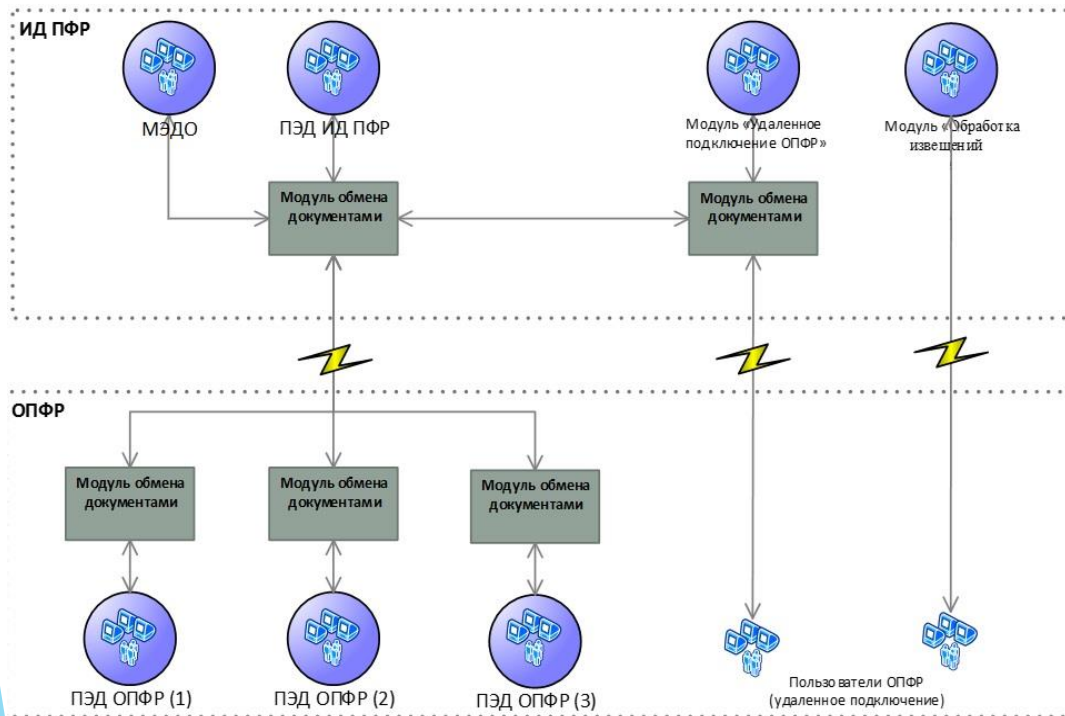 ИД ПФР
МЭДО
ПЭД ИД ПФР
Модуль «Удаленное
подключение ОПФР»
Модуль «Обработка
извещений
Модуль обмена
документами
Модуль обмена
документами
ОПФР
Модуль обмена
документами
Модуль обмена
документами
Модуль обмена
документами
ПЭД ОПФР (1)
ПЭД ОПФР (2)
ПЭД ОПФР (3)
Пользователи ОПФР
(удаленное подключение)